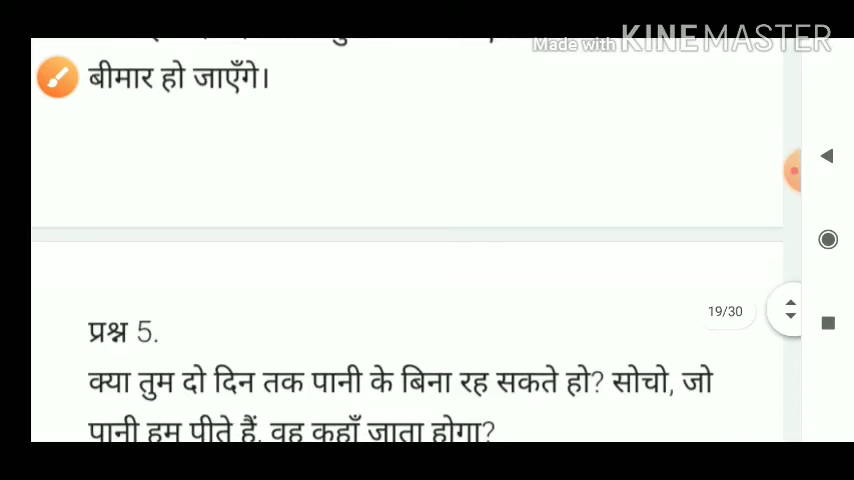 Made with KINEMASTER
बीमार हो जाएँगे।
19/30
प्रश्न 5.
क्या तुम दो दिन तक पानी के बिना रह सकते हो? सोचो, जो
पानी हम पीते हैं, वह कहाँ जाता होगा?